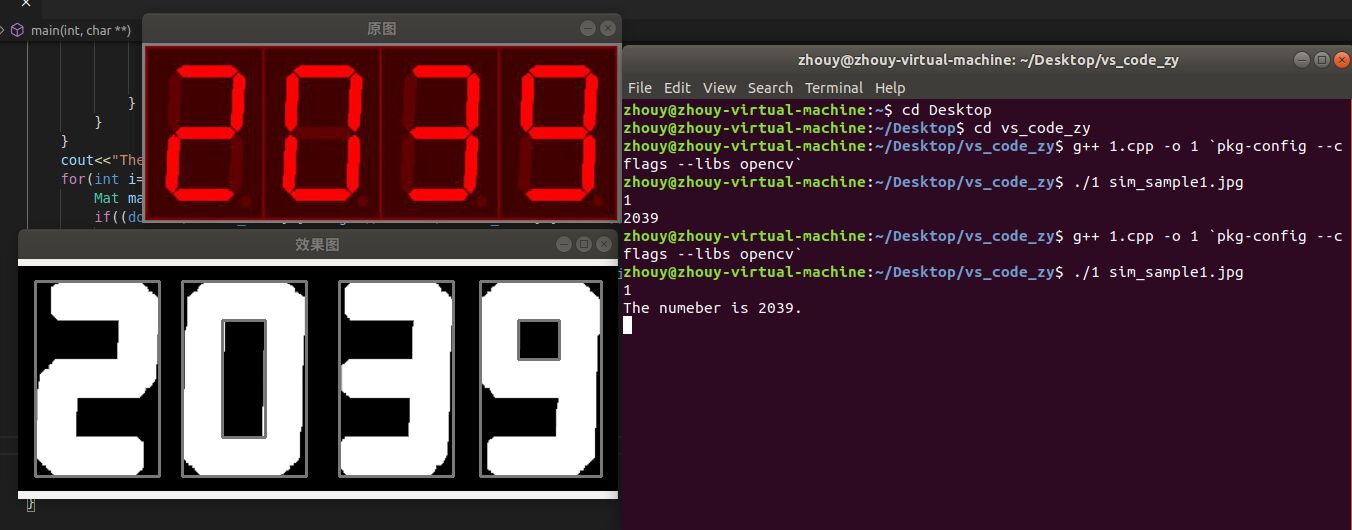 main(int, char **)
}
}
}
cout<<"The
for(int i=
Mat ma
if((do
}
原图
2039
效果图
2039
zhouy@zhouy-virtual-machine: ~/Desktop/vs_code_zy
File Edit View Search Terminal Help
zhouy@zhouy-virtual-machine:~$ cd Desktop
zhouy@zhouy-virtual-machine:~/Desktop$ cd vs_code_zy
zhouy@zhouy-virtual-machine:~/Desktop/vs_code_zy$ g++ 1.cpp -o 1 `pkg-config --c
flags --libs opencv`
zhouy@zhouy-virtual-machine:~/Desktop/vs_code_zy$ ./1 sim_sample1.jpg
1
2039
zhouy@zhouy-virtual-machine:~/Desktop/vs_code_zy$ g++ 1.cpp -o 1 `pkg-config --c
flags --libs opencv`
zhouy@zhouy-virtual-machine:~/Desktop/vs_code_zy$ ./1 sim_sample1.jpg
1
The numeber is 2039.